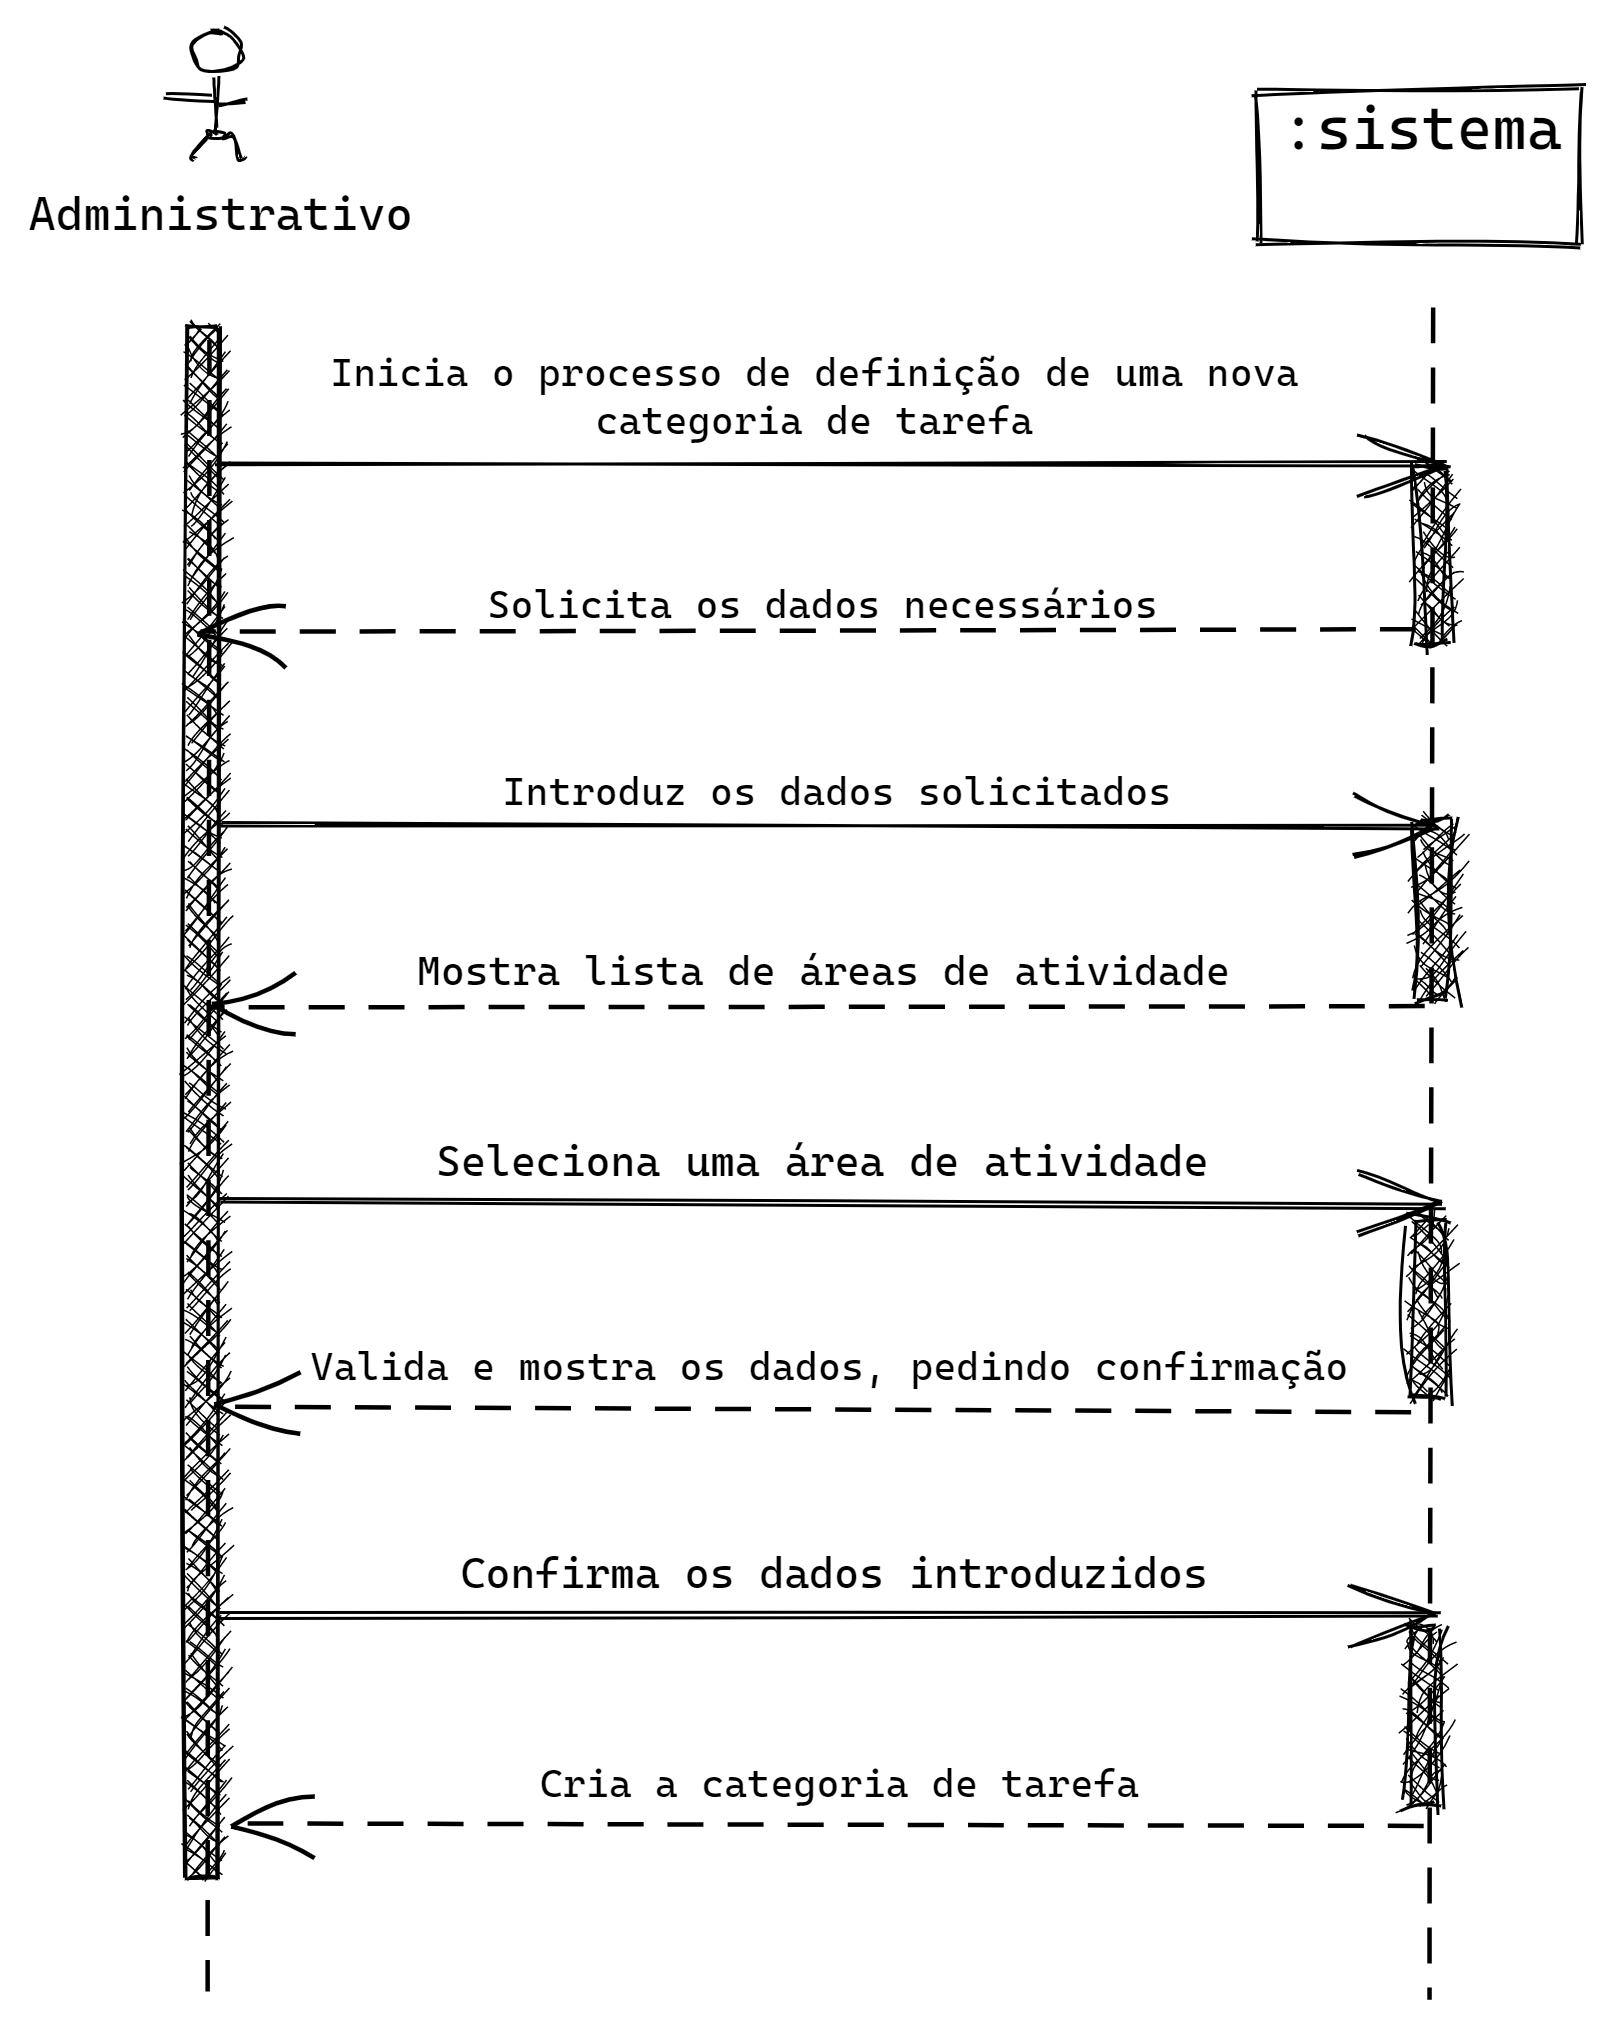 :sistema
Administrativo
Inicia o processo de definição de uma nova
categoria de tarefa
Solicita os dados necessários
Introduz os dados solicitados
Mostra lista de áreas de atividade
Seleciona uma área de atividade
Valida e mostra os dados, pedindo confirmação
Confirma os dados introduzidos
Cria a categoria de tarefa